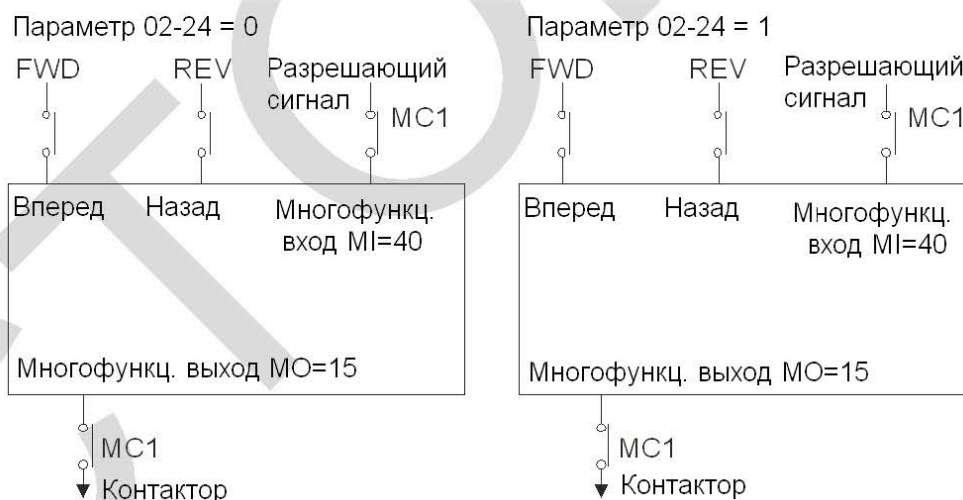 Параметр 02-24 = 0
FWD REV Разрешающий
сигнал MC1
Вперед Назад Многофункц.
вход MI=40
Многофункц. выход MO=15
MC1
Контактор
Параметр 02-24 = 1
FWD REV Разрешающий
сигнал MC1
Вперед Назад Многофункц.
вход MI=40
Многофункц. выход MO=15
MC1
Контактор